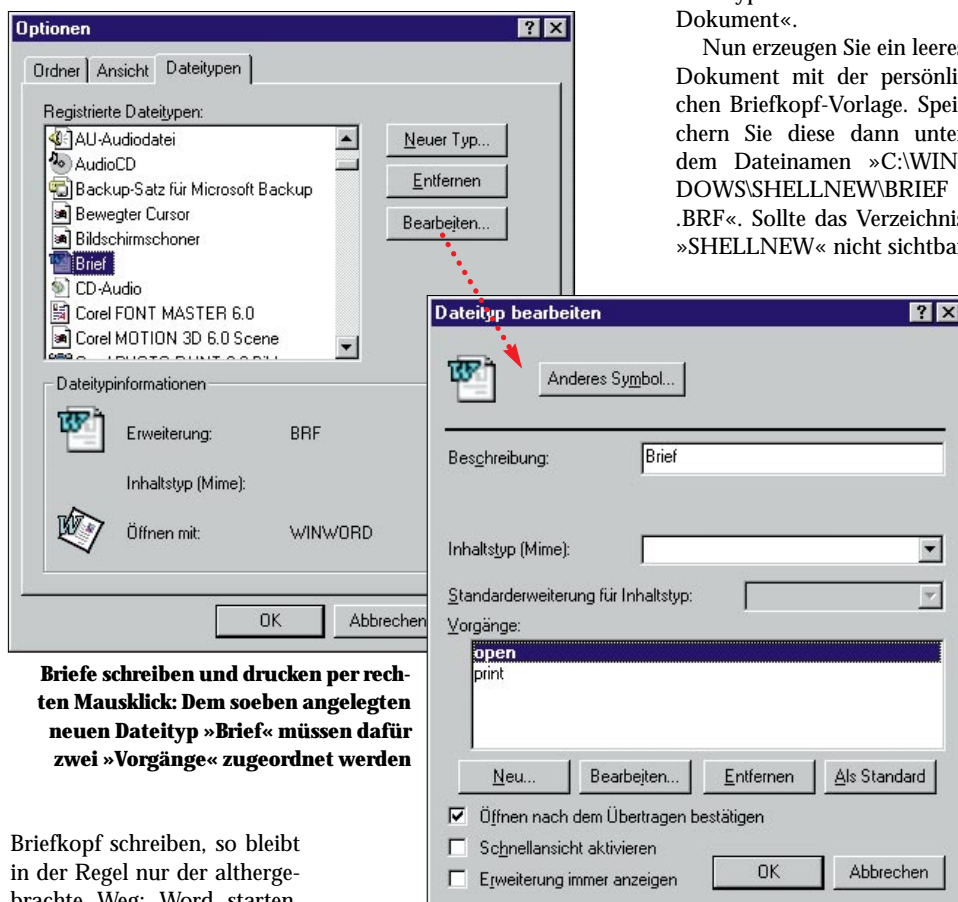 Optionen
Ordner
Ansicht
Dateitypen
Registrierte Dateitypen:
AU-Audiodatei
AudioCD
Backup-Satz für Microsoft Backup
Bewegter Cursor
Bildschirmschoner
Brief
CD-Audio
Corel FONT MASTER 6.0
Corel MOTION 3D 6.0 Scene
Neuer Typ...
Entfernen
Bearbeiten...
Dateitypinformationen
Erweiterung: BRF
Inhaltstyp (Mime):
Öffnen mit: WINWORD
OK
Abbrechen
Briefe schreiben und drucken per rech-
ten Mausklick: Dem soeben angelegten
neuen Dateityp »Brief« müssen dafür
zwei »Vorgänge« zugeordnet werden
Briefkopf schreiben, so bleibt
in der Regel nur der altherge-
brachte Weg: Word starten,
Dokument«.
Nun erzeugen Sie ein leeres
Dokument mit der persönli-
chen Briefkopf-Vorlage. Spei-
chern Sie diese dann unter
dem Dateinamen »C:\WIN
DOWS\SHELLNEW\BRIEF
.BRF«. Sollte das Verzeichnis
»SHELLNEW« nicht sichtba
Dateityp bearbeiten
Anderes Symbol...
Beschreibung: Brief
Inhaltstyp (Mime):
Standarderweiterung für Inhaltstyp:
Vorgänge:
open
print
Neu...
Bearbeiten...
Entfernen
Als Standard
Öffnen nach dem Übertragen bestätigen
Schnellansicht aktivieren
Erweiterung immer anzeigen
OK
Abbrechen